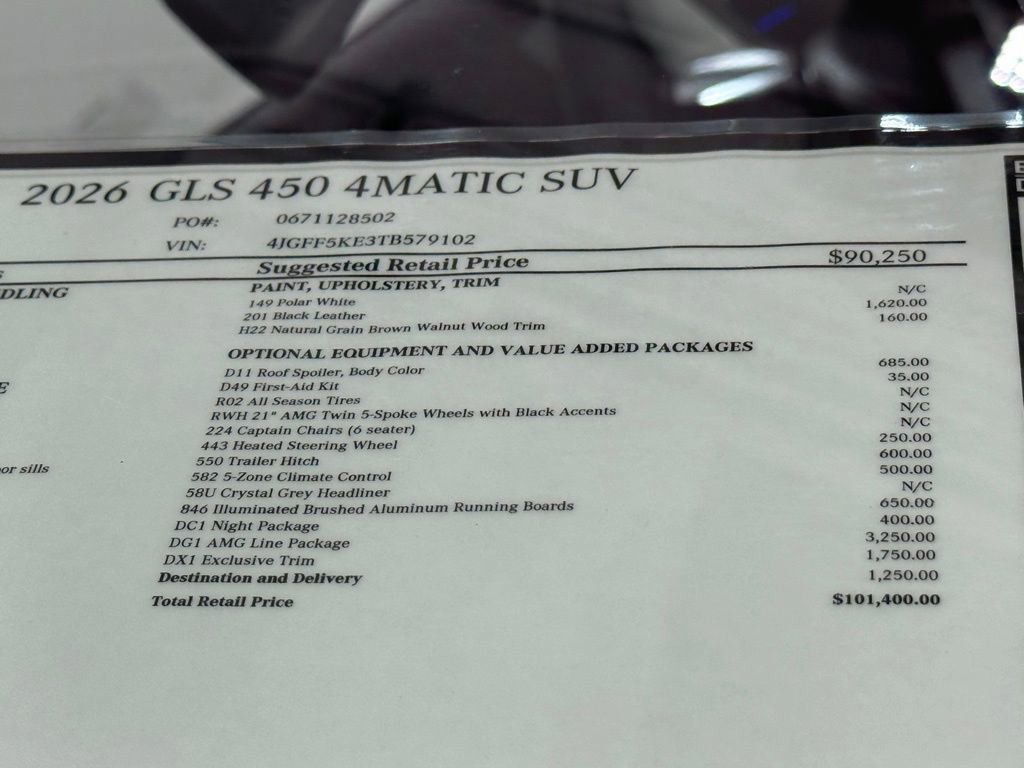 2026 GLS 450 4MATIC SUV
PO#: 0671128502
VIN: 4JGFF5KE3TB579102
Suggested Retail Price $90,250
DLING
PAINT, UPHOLSTERY, TRIM
149 Polar White N/C
201 Black Leather 1,620.00
H22 Natural Grain Brown Walnut Wood Trim 160.00
OPTIONAL EQUIPMENT AND VALUE ADDED PACKAGES
D11 Roof Spoiler, Body Color 685.00
D49 First-Aid Kit 35.00
R02 All Season Tires N/C
RWH 21" AMG Twin 5-Spoke Wheels with Black Accents N/C
224 Captain Chairs (6 seater) N/C
443 Heated Steering Wheel 250.00
550 Trailer Hitch 600.00
or sills
582 5-Zone Climate Control 500.00
58U Crystal Grey Headliner N/C
846 Illuminated Brushed Aluminum Running Boards 650.00
DC1 Night Package 400.00
DG1 AMG Line Package 3,250.00
DX1 Exclusive Trim 1,750.00
Destination and Delivery 1,250.00
Total Retail Price $101,400.00